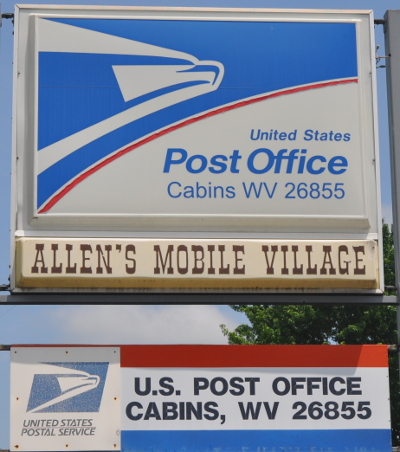 United States
Post Office
Cabins WV 26855
ALLEN'S MOBILE VILLAGE
UNITED STATES
POSTAL SERVICE
U.S. POST OFFICE
CABINS, WV 26855